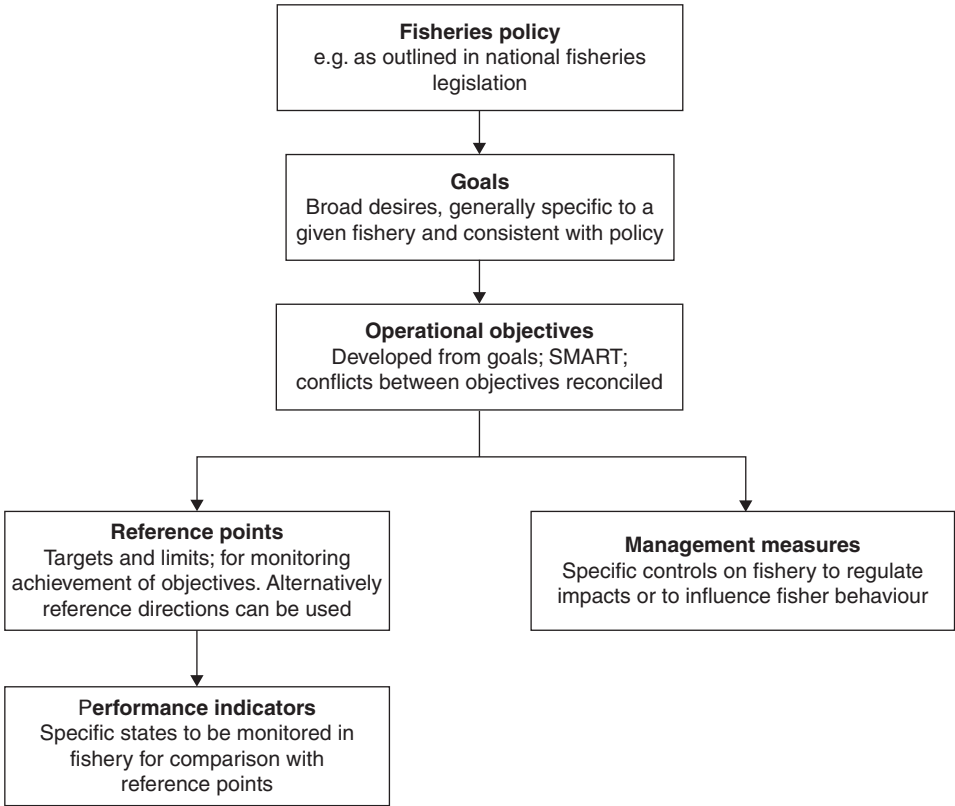 Fisheries policy
e.g. as outlined in national fisheries
legislation
Goals
Broad desires, generally specific to a
given fishery and consistent with policy
Operational objectives
Developed from goals; SMART;
conflicts between objectives reconciled
Reference points
Targets and limits; for monitoring
achievement of objectives. Alternatively
reference directions can be used
Management measures
Specific controls on fishery to regulate
impacts or to influence fisher behaviour
Performance indicators
Specific states to be monitored in
fishery for comparison with
reference points